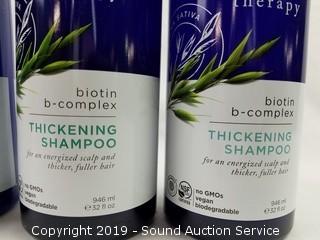 therapy
SATIVA
biotin
b-complex
THICKENING
SHAMPOO
for an energized scalp and
thicker, fuller hair
no GMOs
vegan
biodegradable
946 ml
℮32 fl oz
biotin
b-complex
THICKENING
SHAMPOO
for an energized scalp and
thicker, fuller hair
NSF
no GMOs
vegan
biodegradable
946 ml
℮32 fl oz
Copyright 2019 - Sound Auction Service